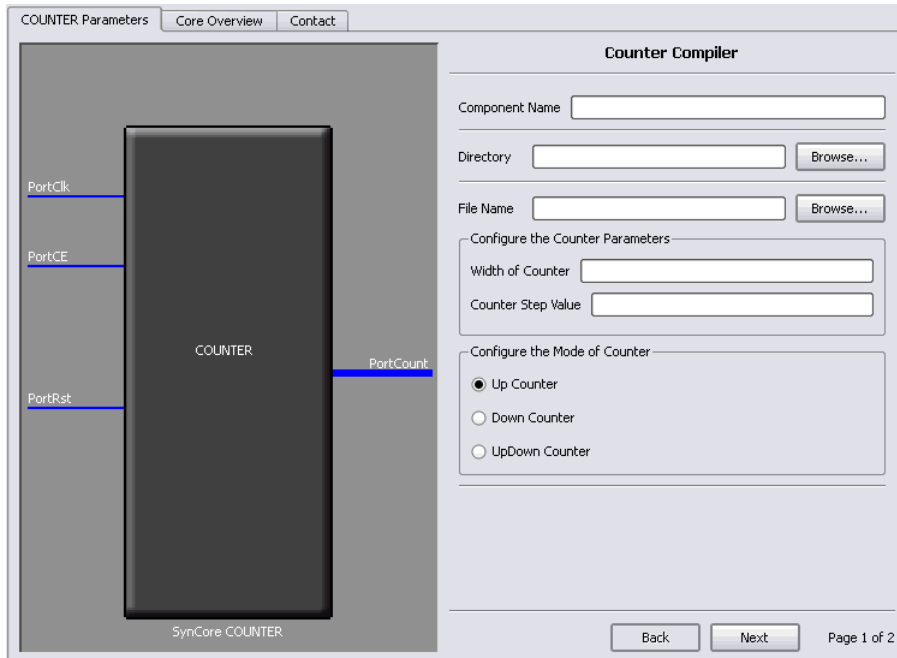 COUNTER Parameters
Core Overview
Contact
PortClk
PortCE
PortRst
COUNTER
PortCount
SynCore COUNTER
Counter Compiler
Component Name
Directory
Browse...
File Name
Browse...
Configure the Counter Parameters
Width of Counter
Counter Step Value
Configure the Mode of Counter
Up Counter
Down Counter
UpDown Counter
Back
Next
Page 1 of 2